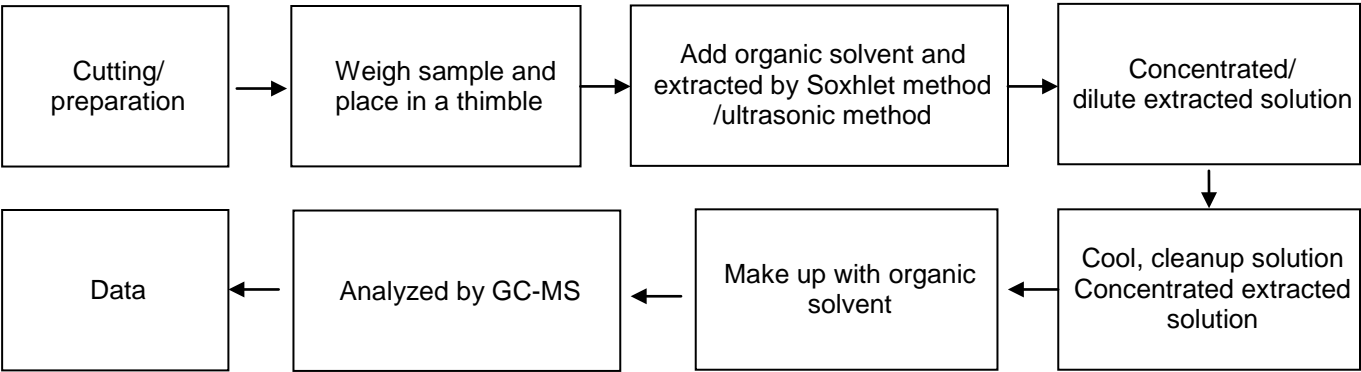 Cutting/
preparation
Weigh sample and
place in a thimble
Add organic solvent and
extracted by Soxhlet method
/ultrasonic method
Concentrated/
dilute extracted solution
Cool, cleanup solution
Concentrated extracted
solution
Make up with organic
solvent
Analyzed by GC-MS
Data